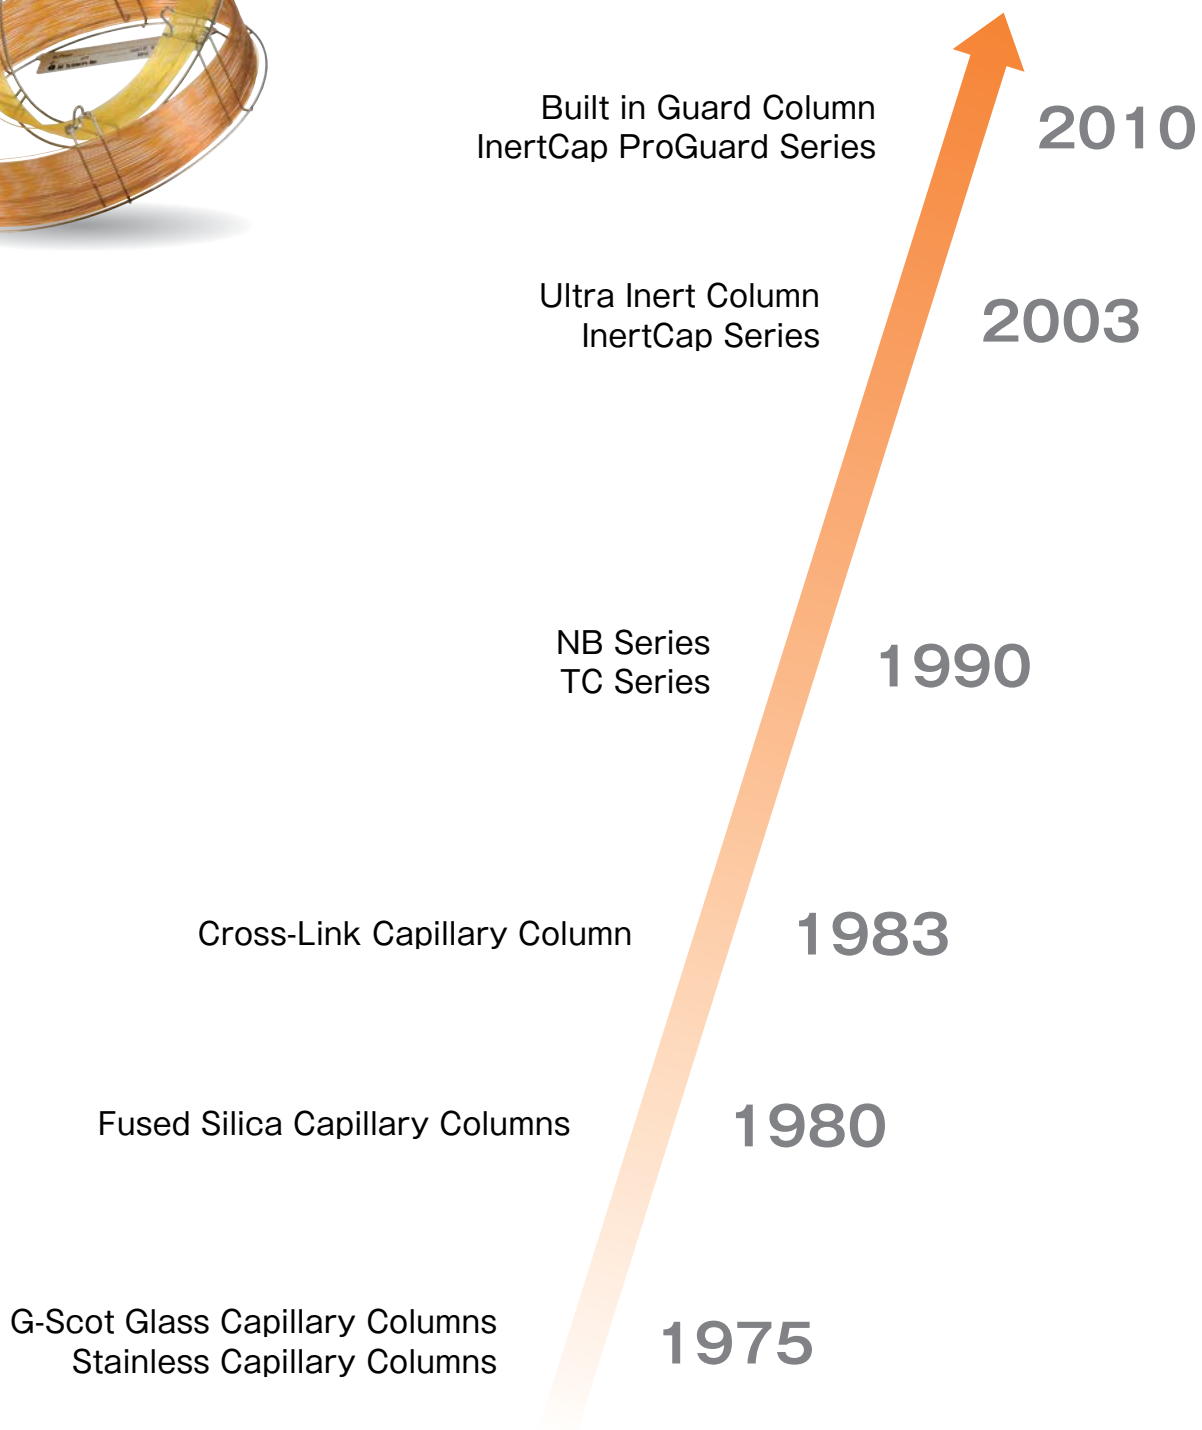 Built in Guard Column
InertCap ProGuard Series
2010
Ultra Inert Column
InertCap Series
2003
NB Series
TC Series
1990
Cross-Link Capillary Column
1983
Fused Silica Capillary Columns
1980
G-Scot Glass Capillary Columns
Stainless Capillary Columns
1975